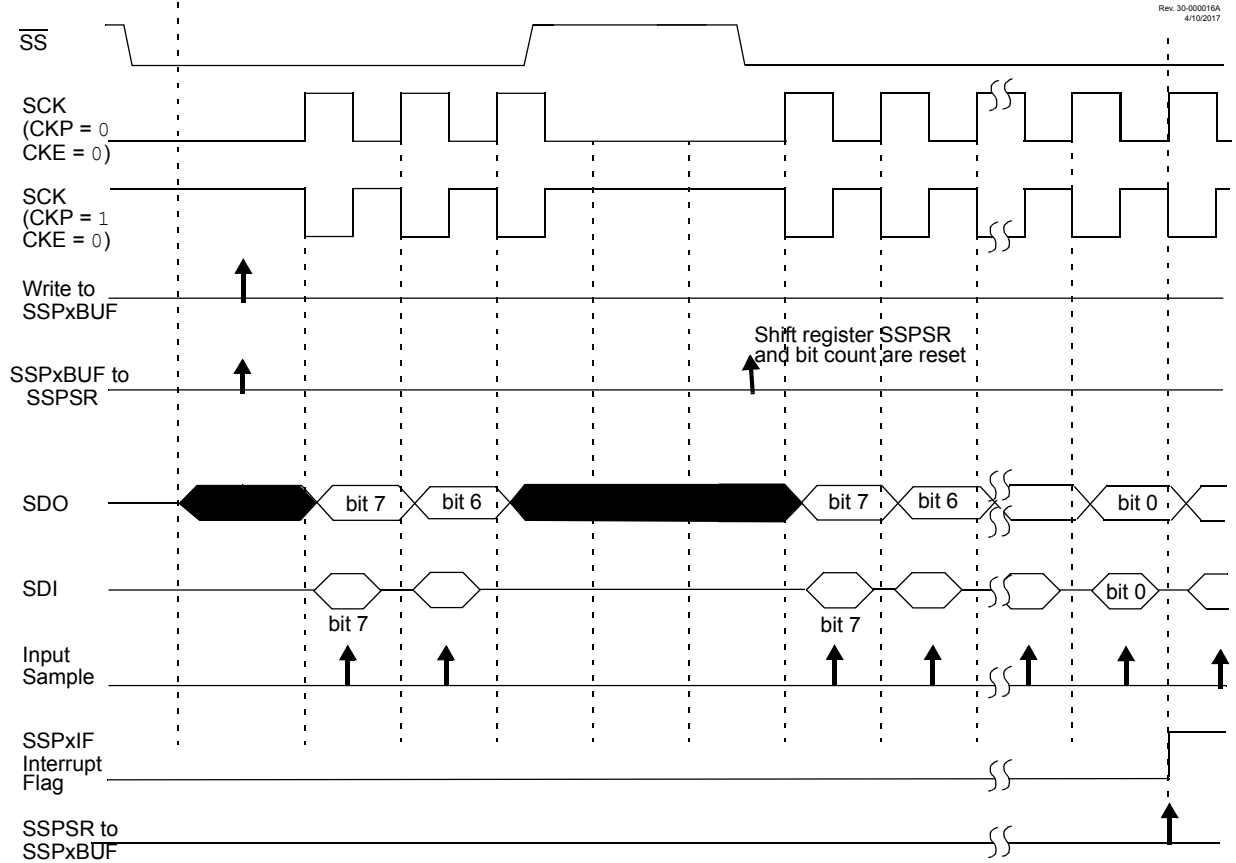 Rev. 30-000016A
4/10/2017
SS
SCK
(CKP = 0
CKE = 0)
SCK
(CKP = 1
CKE = 0)
Write to
SSPxBUF
Shift register SSPSR
and bit count are reset
SSPxBUF to
SSPSR
SDO
bit 7
bit 6
bit 7
bit 6
bit 0
SDI
bit 0
bit 7
bit 7
Input
Sample
SSPxIF
Interrupt
Flag
SSPSR to
SSPxBUF